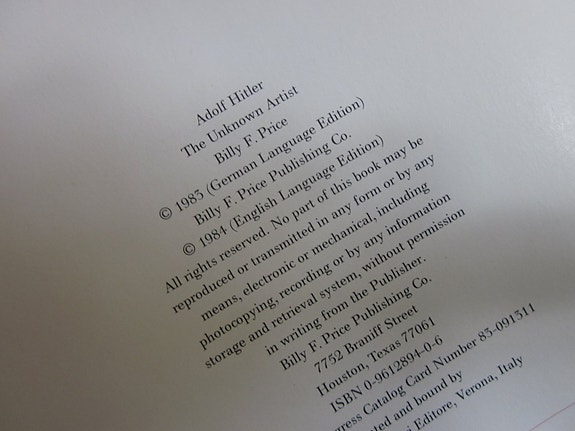 Adolf Hitler
The Unknown Artist
Billy F. Price
© 1983 (German Language Edition)
Billy F. Price Publishing Co.
© 1984 (English Language Edition)
All rights reserved. No part of this book may be
reproduced or transmitted in any form or by any
means, electronic or mechanical, including
photocopying, recording or by any information
storage and retrieval system, without permission
in writing from the Publisher.
Billy F. Price Publishing Co.
7752 Braniff Street
Houston, Texas 77061
ISBN 0-9612894-0-6
Catalog Card Number 83-091311
and bound by
Editore, Verona, Italy